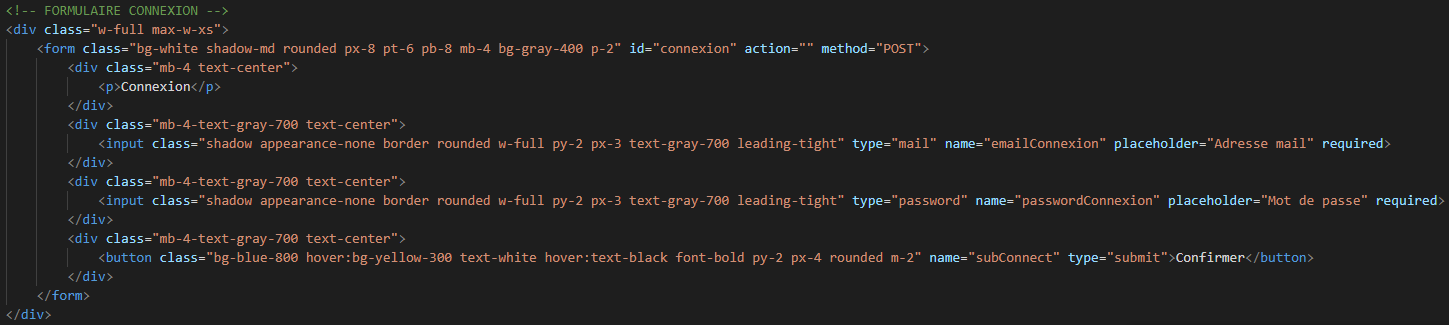 <!-- FORMULAIRE CONNEXION -->
<div class="w-full max-w-xs">
<form class="bg-white shadow-md rounded px-8 pt-6 pb-8 mb-4 bg-gray-400 p-2" id="connexion" action="" method="POST">
<div class="mb-4 text-center">
<p>Connexion</p>
</div>
<div class="mb-4-text-gray-700 text-center">
<input class="shadow appearance-none border rounded w-full py-2 px-3 text-gray-700 leading-tight" type="mail" name="emailConnexion" placeholder="Adresse mail" required>
</div>
<div class="mb-4-text-gray-700 text-center">
<input class="shadow appearance-none border rounded w-full py-2 px-3 text-gray-700 leading-tight" type="password" name="passwordConnexion" placeholder="Mot de passe" required>
</div>
<div class="mb-4-text-gray-700 text-center">
<button class="bg-blue-800 hover:bg-yellow-300 text-white hover:text-black font-bold py-2 px-4 rounded m-2" name="subConnect" type="submit">Confirmer</button>
</div>
</form>
</div>